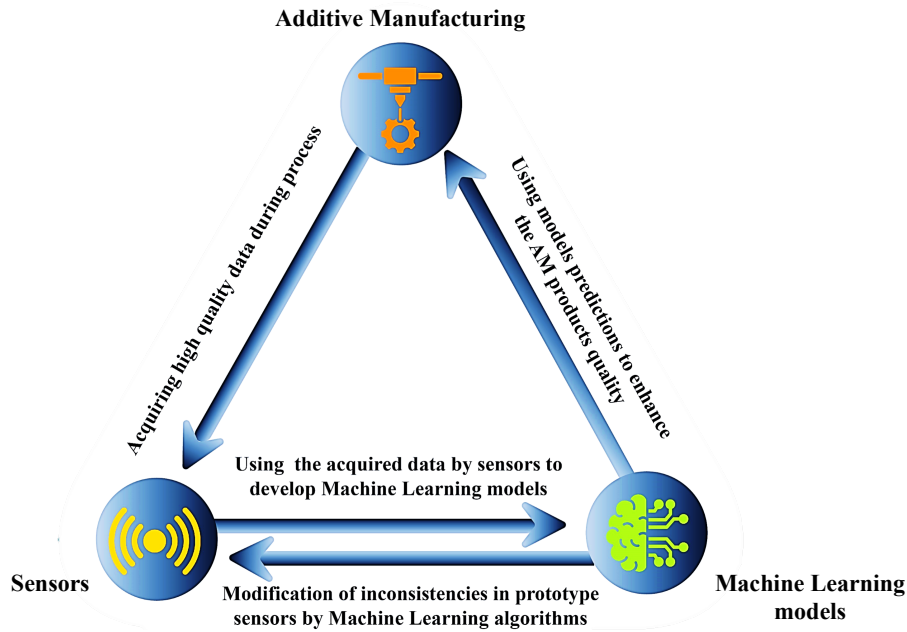 Additive Manufacturing
Acquiring high quality data during process
Using models predictions to enhance
the AM products quality
Using  the acquired data by sensors to
develop Machine Learning models
Sensors
Modification of inconsistencies in prototype
sensors by Machine Learning algorithms
Machine Learning
models